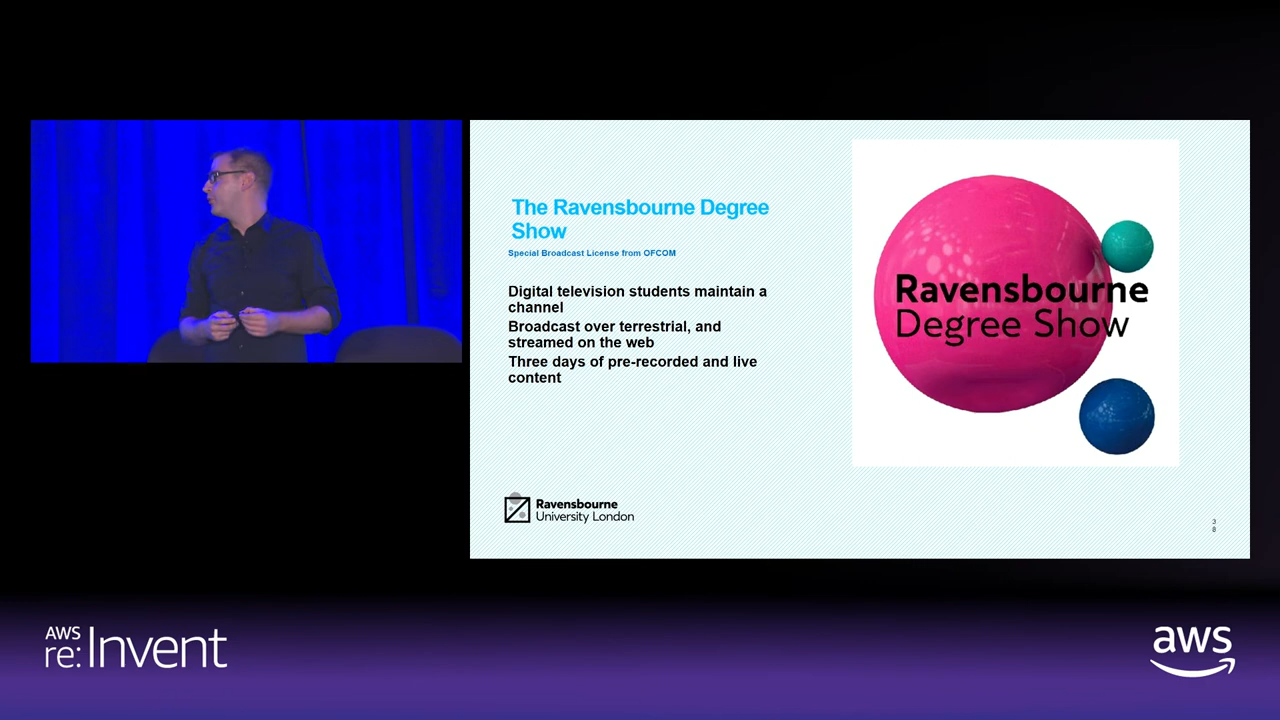 The Ravensbourne Degree
Show
Special Broadcast License from OFCOM
Digital television students maintain a
channel
Broadcast over terrestrial, and
streamed on the web
Three days of pre-recorded and live
content
Ravensbourne
Degree Show
Ravensbourne
University London
3
8
AWS
re:Invent
aws